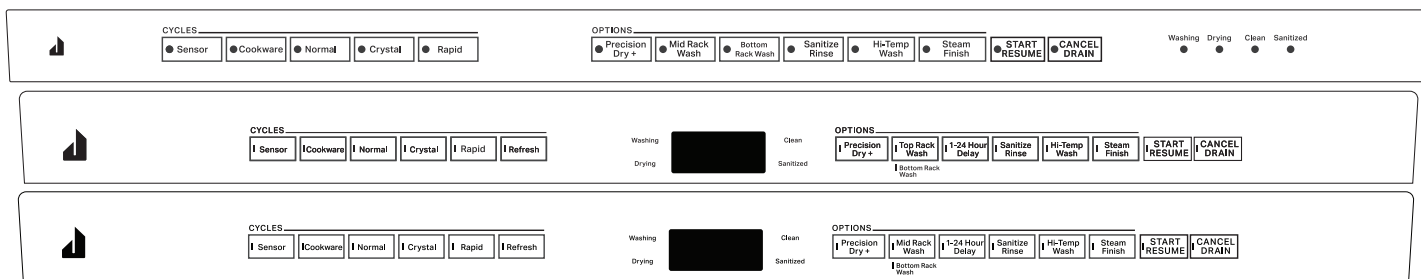 CYCLES
Sensor Cookware Normal Crystal Rapid
OPTIONS
Precision Dry + Mid Rack Wash Bottom Rack Wash Sanitize Rinse Hi-Temp Wash Steam Finish START RESUME CANCEL DRAIN
Washing Drying Clean Sanitized
CYCLES
Sensor Cookware Normal Crystal Rapid Refresh
Washing Clean
Drying Sanitized
OPTIONS
Precision Dry + Top Rack Wash 1-24 Hour Delay Sanitize Rinse Hi-Temp Wash Steam Finish START RESUME CANCEL DRAIN
Bottom Rack
Wash
CYCLES
Sensor Cookware Normal Crystal Rapid Refresh
Washing Clean
Drying Sanitized
OPTIONS
Precision Dry + Mid Rack Wash 1-24 Hour Delay Sanitize Rinse Hi-Temp Wash Steam Finish START RESUME CANCEL DRAIN
Bottom Rack
Wash